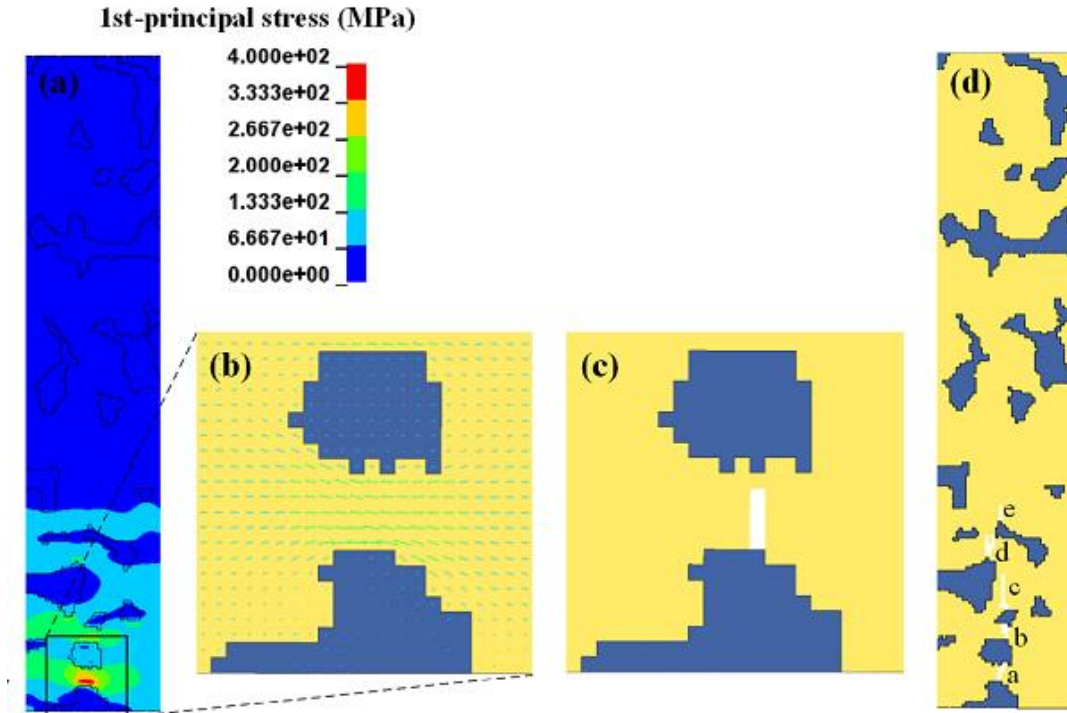 1st-principal stress (MPa)
4.000e+02
3.333e+02
2.667e+02
2.000e+02
1.333e+02
6.667e+01
0.000e+00
(a)
(b)
(c)
(d)
e
d
c
b
a